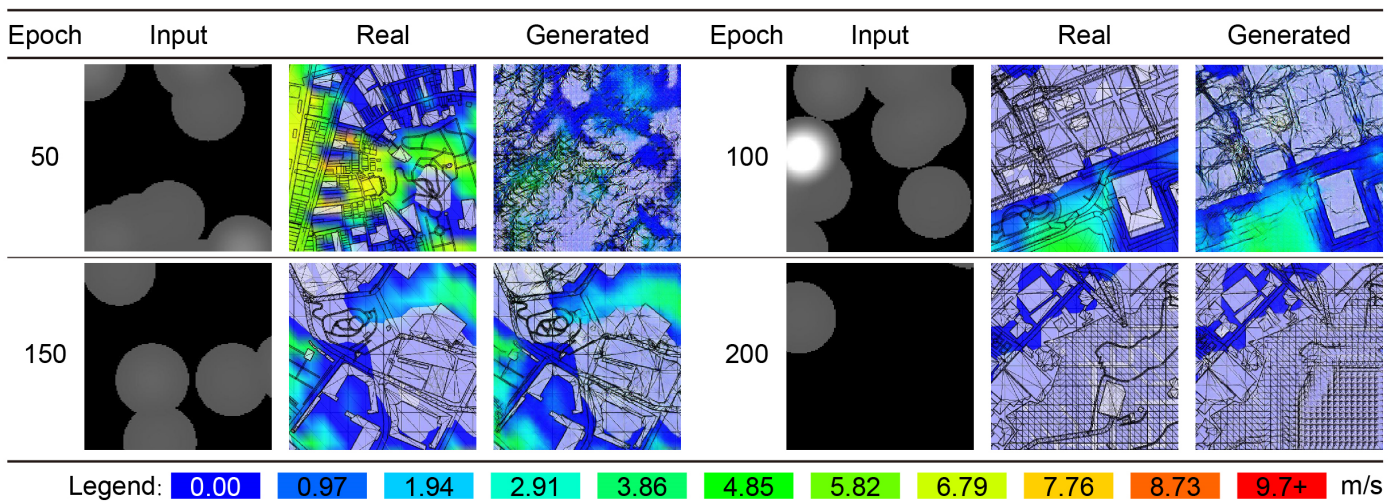 Epoch Input Real Generated Epoch Input Real Generated
50 100
150 200
Legend: 0.00 0.97 1.94 2.91 3.86 4.85 5.82 6.79 7.76 8.73 9.7+ m/s